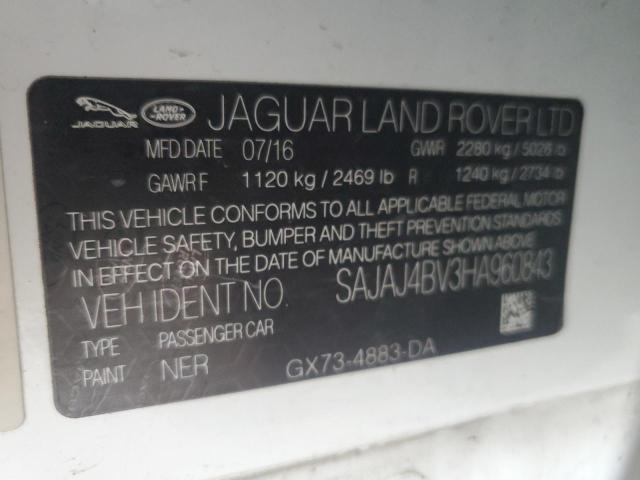 JAGUAR LAND-ROVER JAGUAR LAND ROVER LTD
MFD DATE 07/16 GWR 2280 kg / 5026 lb
GAWR F 1120 kg / 2469 lb R 1240 kg / 2734 lb
THIS VEHICLE CONFORMS TO ALL APPLICABLE FEDERAL MOTOR
VEHICLE SAFETY, BUMPER AND THEFT PREVENTION STANDARDS
IN EFFECT ON THE DATE OF MANUFACTURE SHOWN ABOVE
VEH IDENT NO. SAJAJ4BV3HA960843
TYPE PASSENGER CAR
PAINT NER GX73-4883-DA